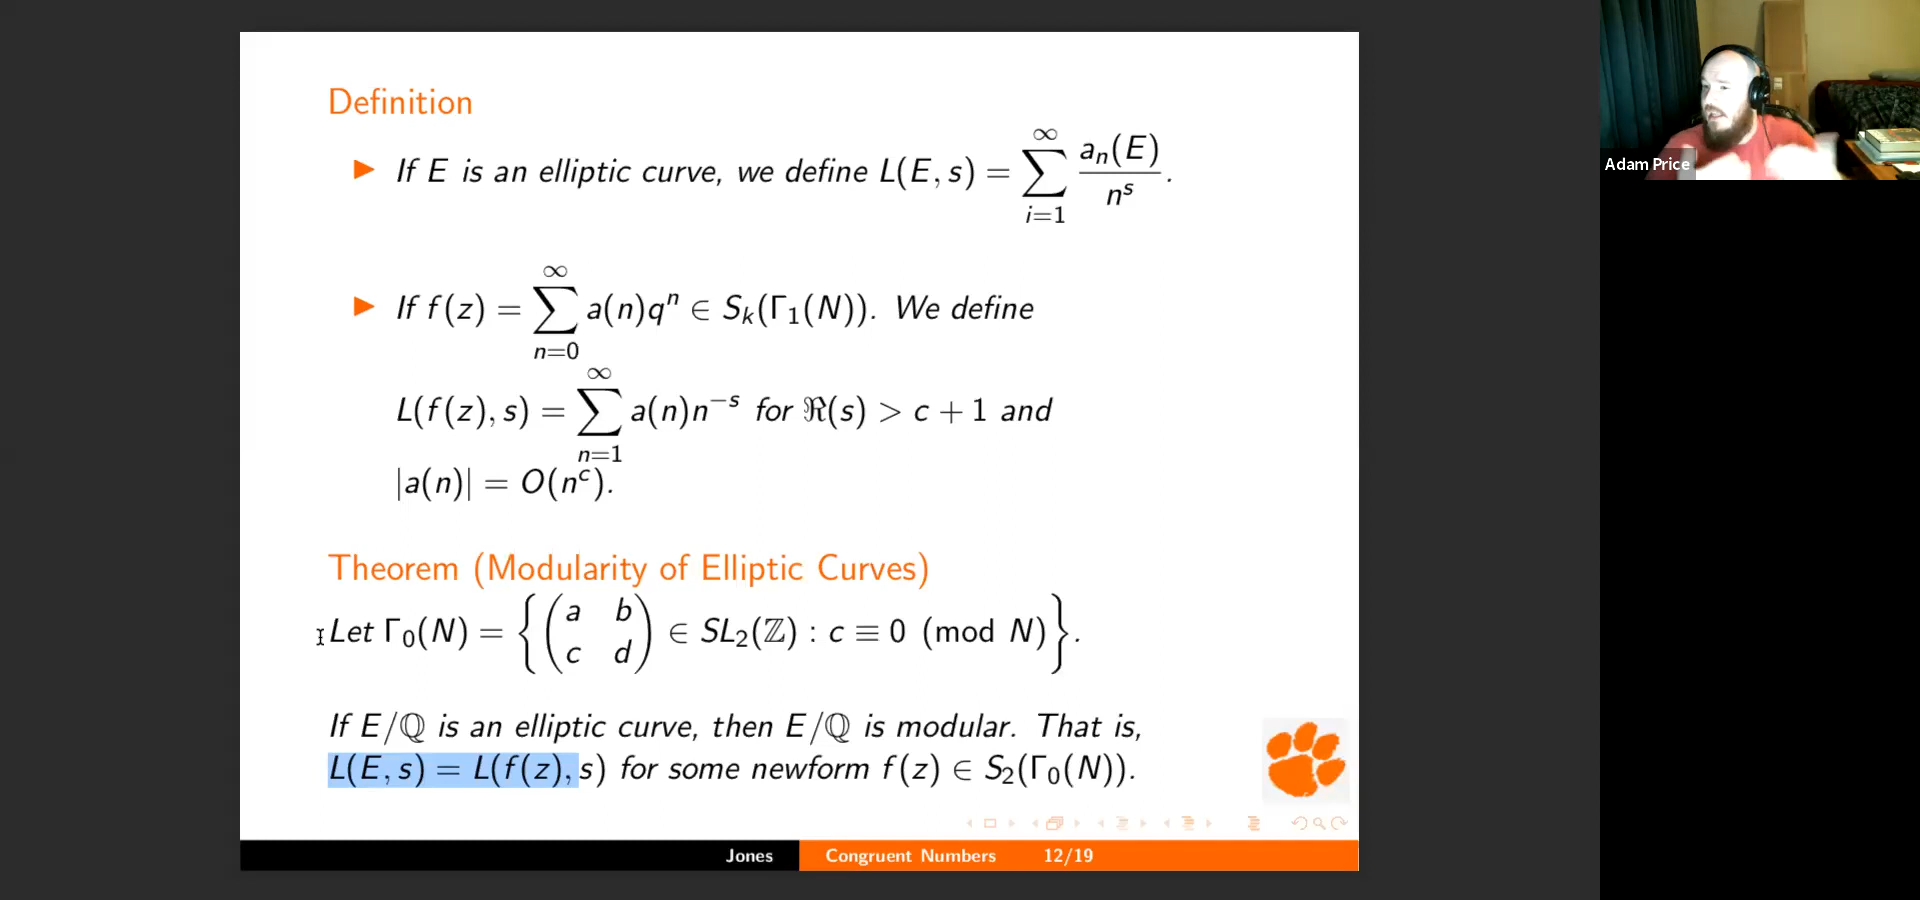 Definition
▶ If E is an elliptic curve, we define L(E, s) = ∑_{i=1}^{∞} a_n(E)/n^s.
▶ If f(z) = ∑_{n=0}^{∞} a(n)q^n ∈ S_k(Γ_1(N)). We define
L(f(z), s) = ∑_{n=1}^{∞} a(n)n^{−s} for ℜ(s) > c + 1 and
|a(n)| = O(n^c).
Theorem (Modularity of Elliptic Curves)
Let Γ_0(N) = { ( a b ; c d ) ∈ SL_2(ℤ) : c ≡ 0 (mod N) }.
If E/ℚ is an elliptic curve, then E/ℚ is modular. That is,
L(E, s) = L(f(z), s) for some newform f(z) ∈ S_2(Γ_0(N)).
Jones Congruent Numbers 12/19
Adam Price